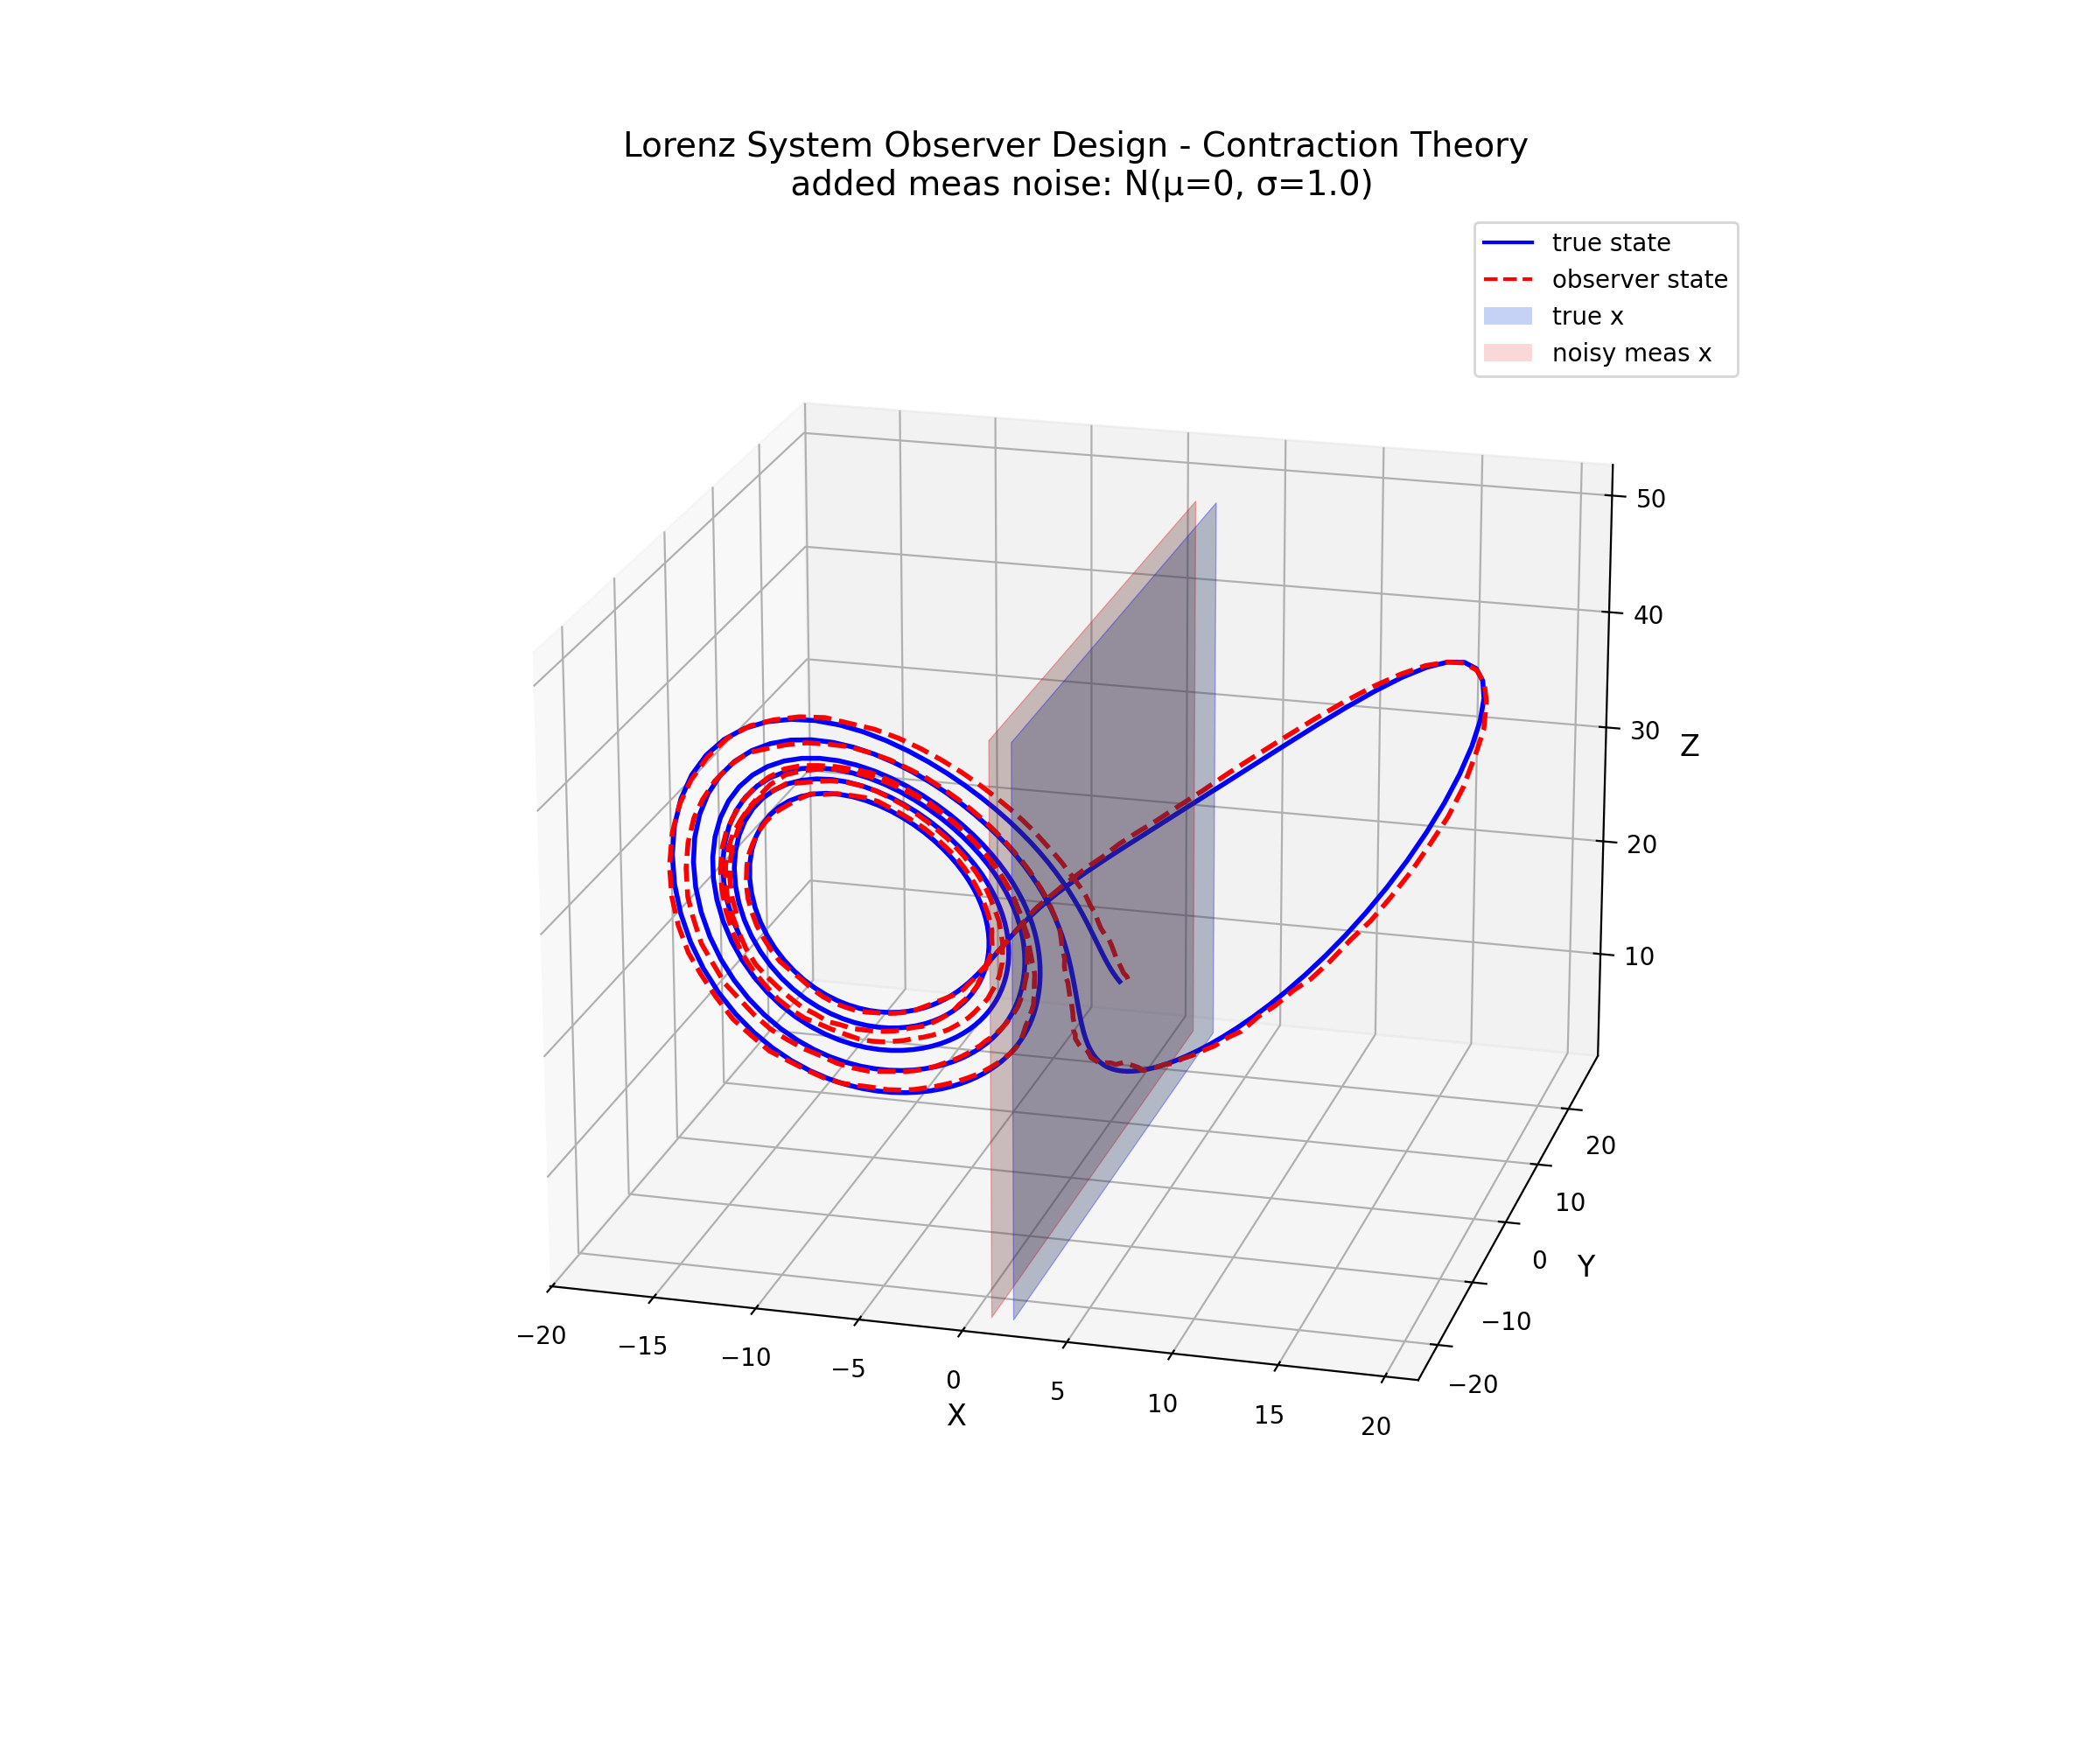 Lorenz System Observer Design - Contraction Theory
added meas noise: N(μ=0, σ=1.0)
true state
observer state
true x
noisy meas x
50
40
30
Z
20
10
20
10
0
Y
−10
−20
−20
−15
−10
−5
0
5
10
15
20
X